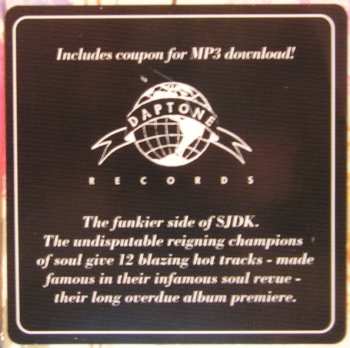 Includes coupon for MP3 download!
DAPTONE
RECORDS
The funkier side of SJDK.
The undisputable reigning champions
of soul give 12 blazing hot tracks - made
famous in their infamous soul revue -
their long overdue album premiere.